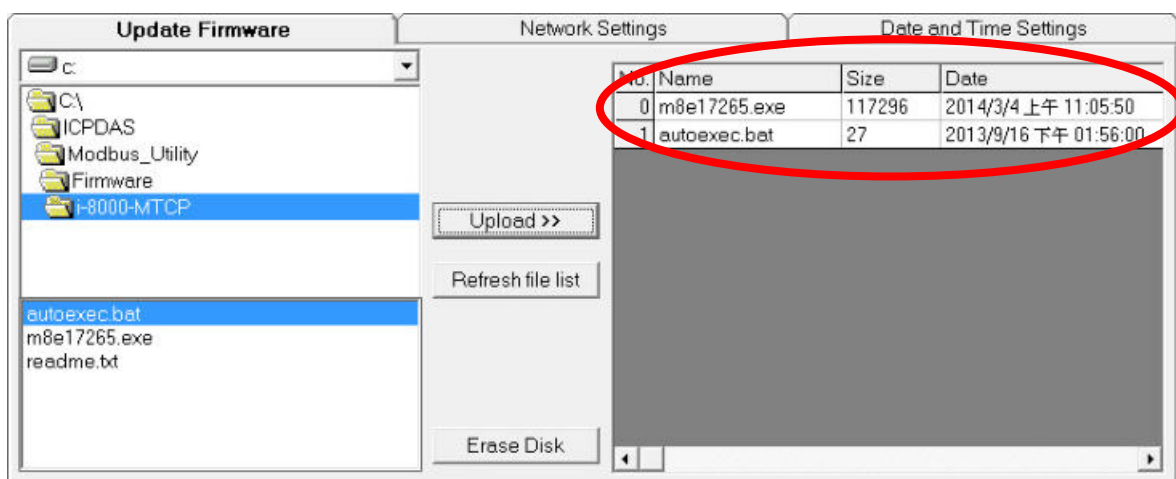 Update Firmware Network Settings Date and Time Settings
c:
C:\
ICPDAS
Modbus_Utility
Firmware
i-8000-MTCP
autoexec.bat
m8e17265.exe
readme.txt
Upload >>
Refresh file list
Erase Disk
No. Name Size Date
0 m8e17265.exe 117296 2014/3/4 上午 11:05:50
1 autoexec.bat 27 2013/9/16 下午 01:56:00